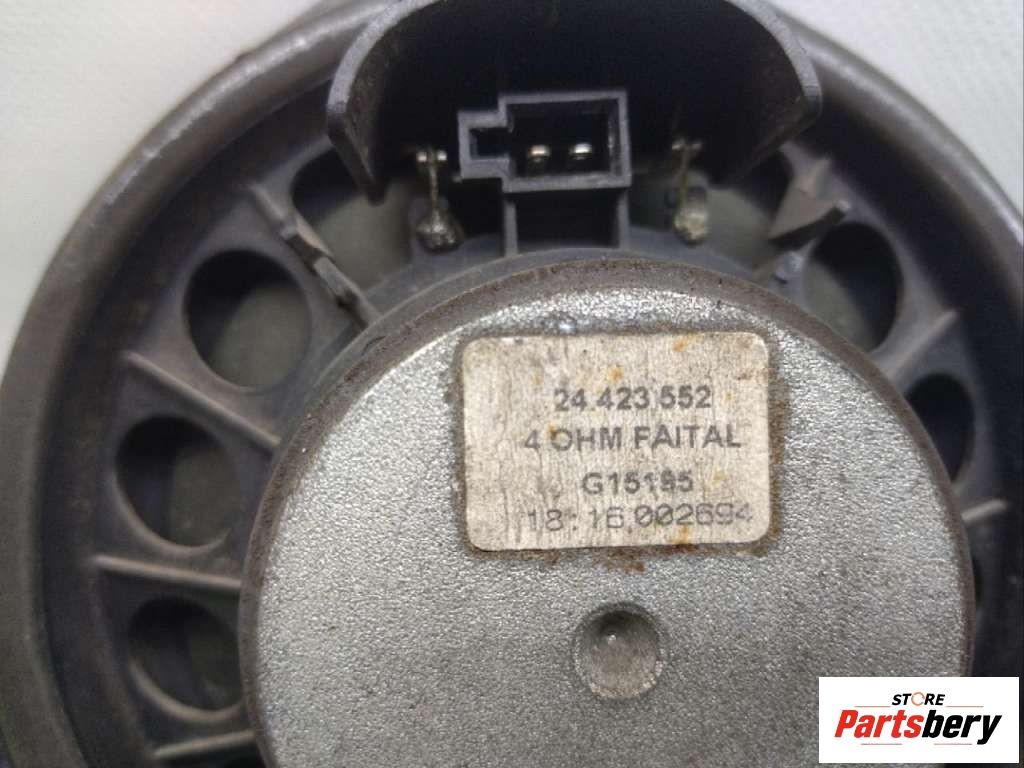 24.423.552
4 OHM FAITAL
G15195
18:16 002694
STORE
Partsbery